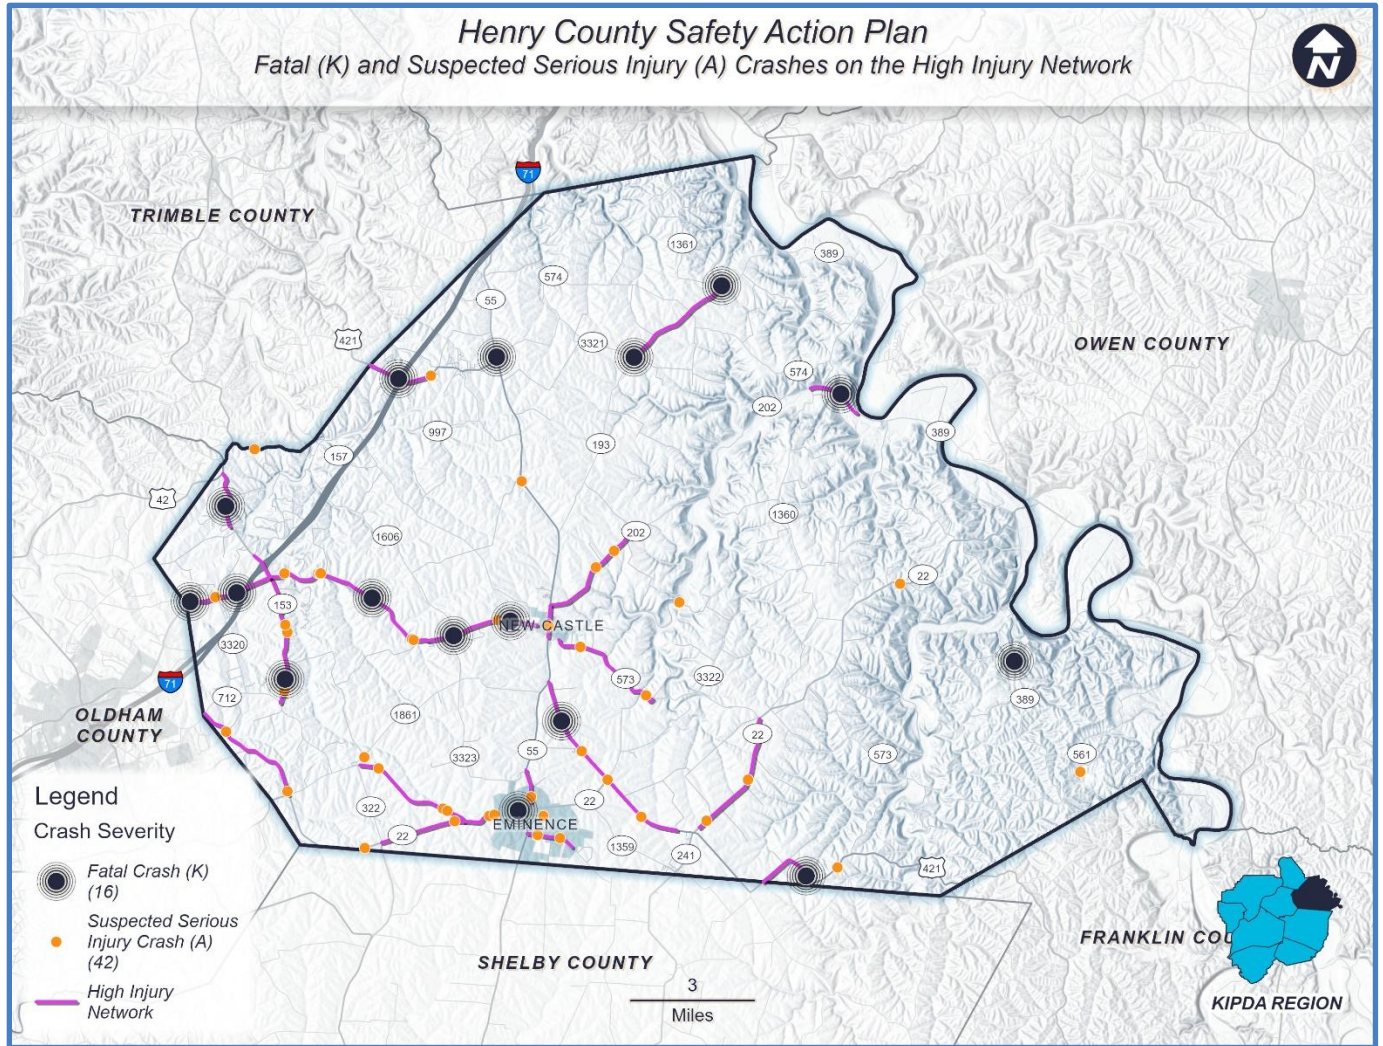 Henry County Safety Action Plan
Fatal (K) and Suspected Serious Injury (A) Crashes on the High Injury Network
N
71
TRIMBLE COUNTY
1361
389
574
55
421
3321
OWEN COUNTY
574
202
997
389
193
157
42
1360
202
1606
22
153
NEW CASTLE
3320
573
3322
71
712
389
1861
OLDHAM
COUNTY
22
55
3323
573
561
322
22
EMINENCE
22
1359
241
421
Legend
Crash Severity
Fatal Crash (K)
(16)
Suspected Serious
Injury Crash (A)
(42)
High Injury
Network
SHELBY COUNTY
3
Miles
FRANKLIN COU
KIPDA REGION